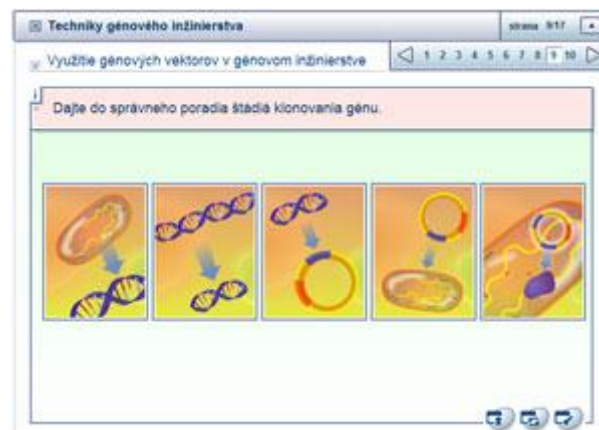 Techniky génového inžinierstva
strana 9/17
Využitie génových vektorov v génovom inžinierstve
1 2 3 4 5 6 7 8 9 10
Dajte do správneho poradia štádiá klonovania génu.